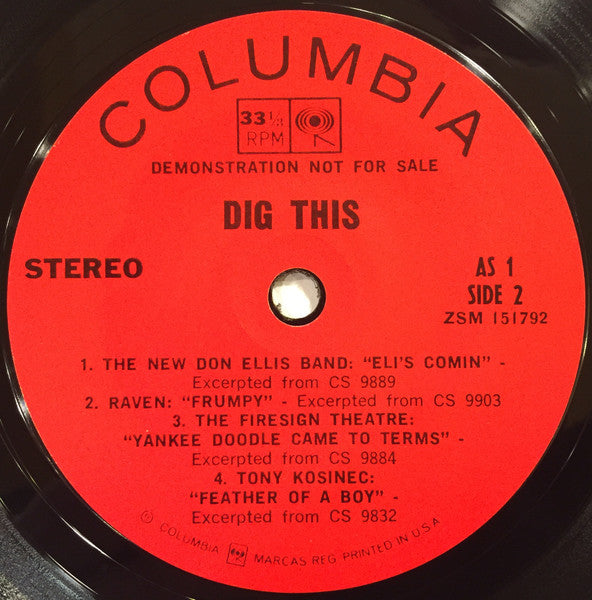 COLUMBIA
33 1/3
RPM
DEMONSTRATION NOT FOR SALE
DIG THIS
STEREO
AS 1
SIDE 2
ZSM 151792
1. THE NEW DON ELLIS BAND: "ELI'S COMIN" -
Excerpted from CS 9889
2. RAVEN: "FRUMPY" - Excerpted from CS 9903
3. THE FIRESIGN THEATRE:
"YANKEE DOODLE CAME TO TERMS" -
Excerpted from CS 9884
4. TONY KOSINEC:
"FEATHER OF A BOY" -
Excerpted from CS 9832
© COLUMBIA MARCAS REG. PRINTED IN U.S.A.